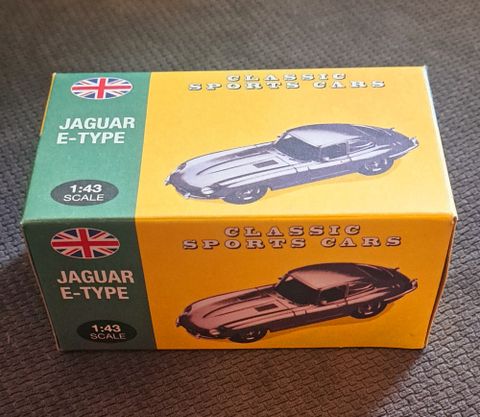 CLASSIC
SPORTS CARS
JAGUAR
E-TYPE
1:43
SCALE
CLASSIC
SPORTS CARS
JAGUAR
E-TYPE
1:43
SCALE